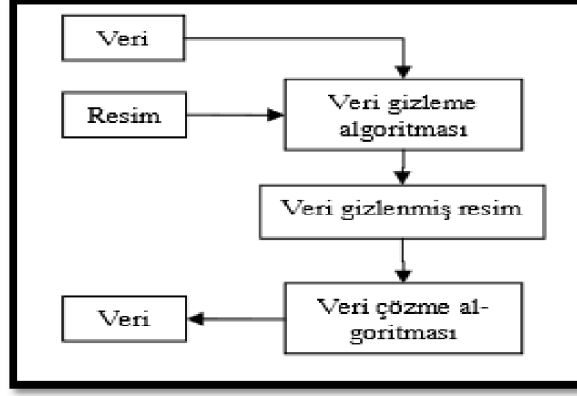 Veri
Resim
Veri gizleme
algoritması
Veri gizlenmiş resim
Veri çözme al-
goritması
Veri